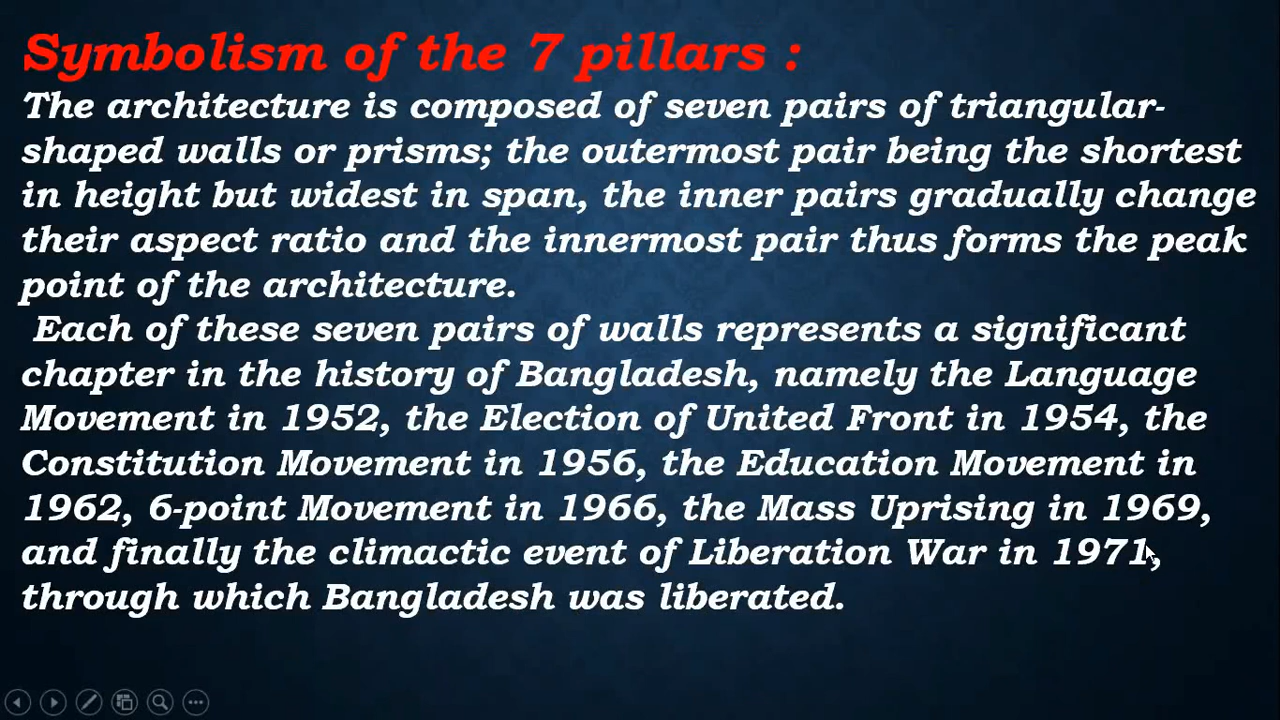 Symbolism of the 7 pillars :
The architecture is composed of seven pairs of triangular-
shaped walls or prisms; the outermost pair being the shortest
in height but widest in span, the inner pairs gradually change
their aspect ratio and the innermost pair thus forms the peak
point of the architecture.
Each of these seven pairs of walls represents a significant
chapter in the history of Bangladesh, namely the Language
Movement in 1952, the Election of United Front in 1954, the
Constitution Movement in 1956, the Education Movement in
1962, 6-point Movement in 1966, the Mass Uprising in 1969,
and finally the climactic event of Liberation War in 1971,
through which Bangladesh was liberated.